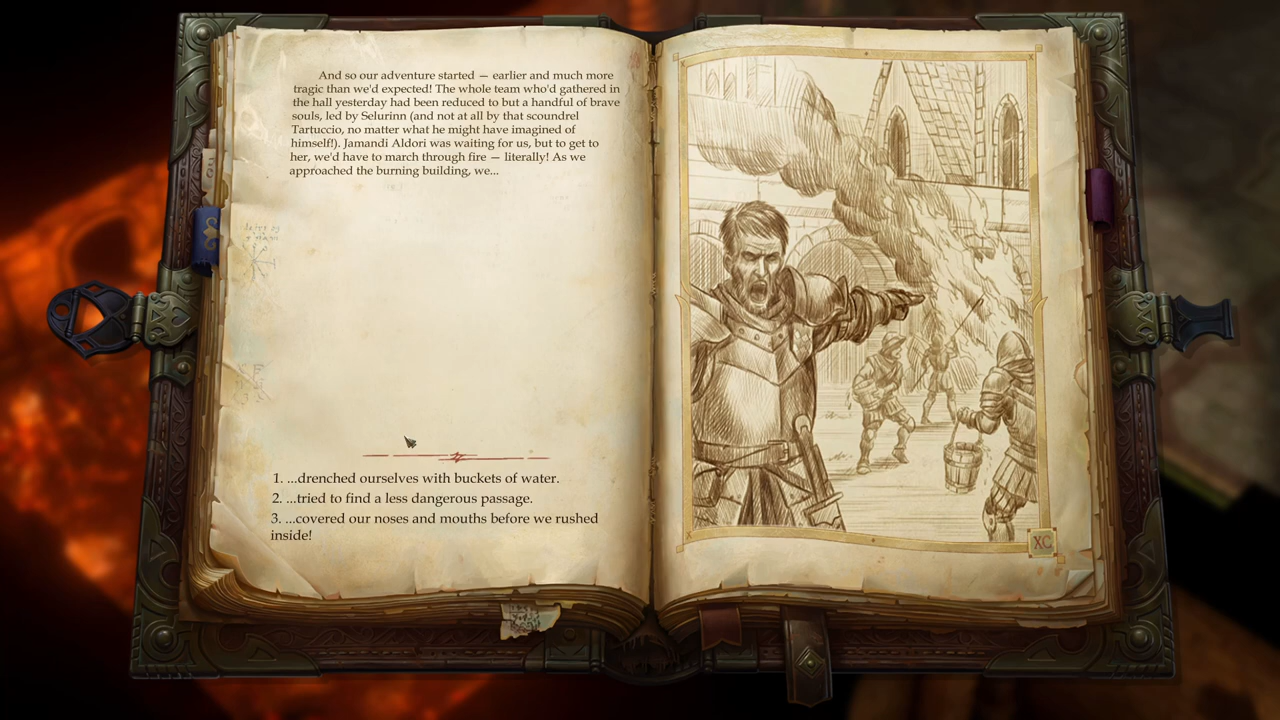 And so our adventure started — earlier and much more
tragic than we'd expected! The whole team who'd gathered in
the hall yesterday had been reduced to but a handful of brave
souls, led by Selurinn (and not at all by that scoundrel
Tartuccio, no matter what he might have imagined of
himself!). Jamandi Aldori was waiting for us, but to get to
her, we'd have to march through fire — literally! As we
approached the burning building, we...
1. ...drenched ourselves with buckets of water.
2. ...tried to find a less dangerous passage.
3. ...covered our noses and mouths before we rushed
inside!
XC